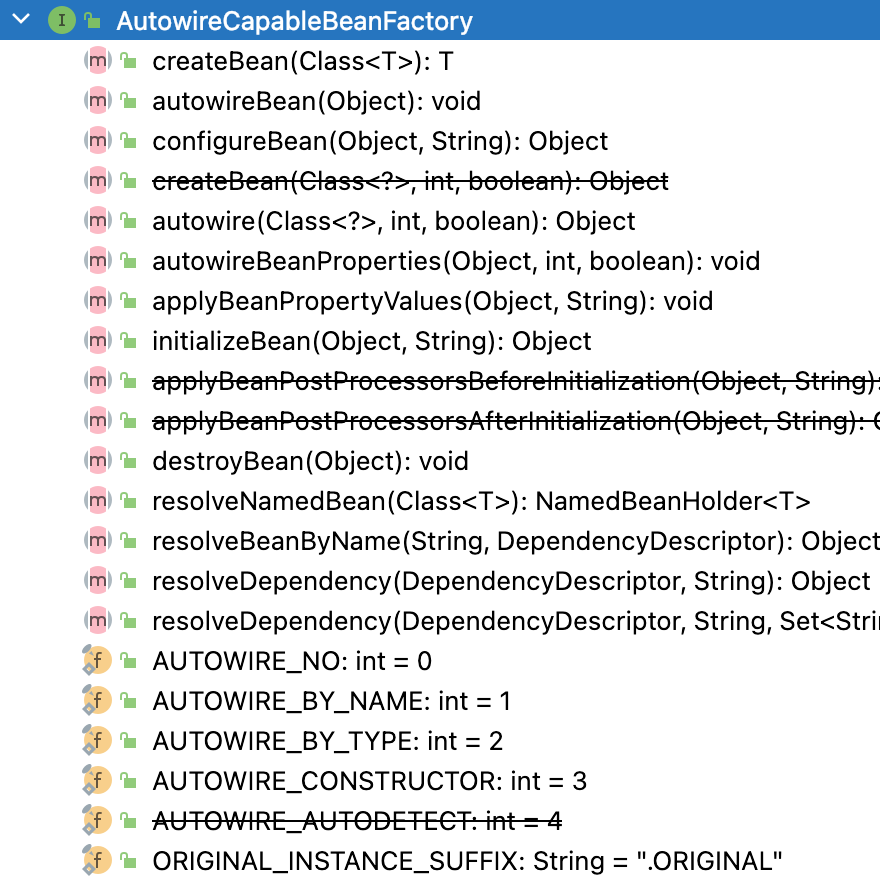 I AutowireCapableBeanFactory
m createBean(Class<T>): T
m autowireBean(Object): void
m configureBean(Object, String): Object
m createBean(Class<?>, int, boolean): Object
m autowire(Class<?>, int, boolean): Object
m autowireBeanProperties(Object, int, boolean): void
m applyBeanPropertyValues(Object, String): void
m initializeBean(Object, String): Object
m applyBeanPostProcessorsBeforeInitialization(Object, String):
m applyBeanPostProcessorsAfterInitialization(Object, String): O
m destroyBean(Object): void
m resolveNamedBean(Class<T>): NamedBeanHolder<T>
m resolveBeanByName(String, DependencyDescriptor): Object
m resolveDependency(DependencyDescriptor, String): Object
m resolveDependency(DependencyDescriptor, String, Set<Strin
f AUTOWIRE_NO: int = 0
f AUTOWIRE_BY_NAME: int = 1
f AUTOWIRE_BY_TYPE: int = 2
f AUTOWIRE_CONSTRUCTOR: int = 3
f AUTOWIRE_AUTODETECT: int = 4
f ORIGINAL_INSTANCE_SUFFIX: String = ".ORIGINAL"